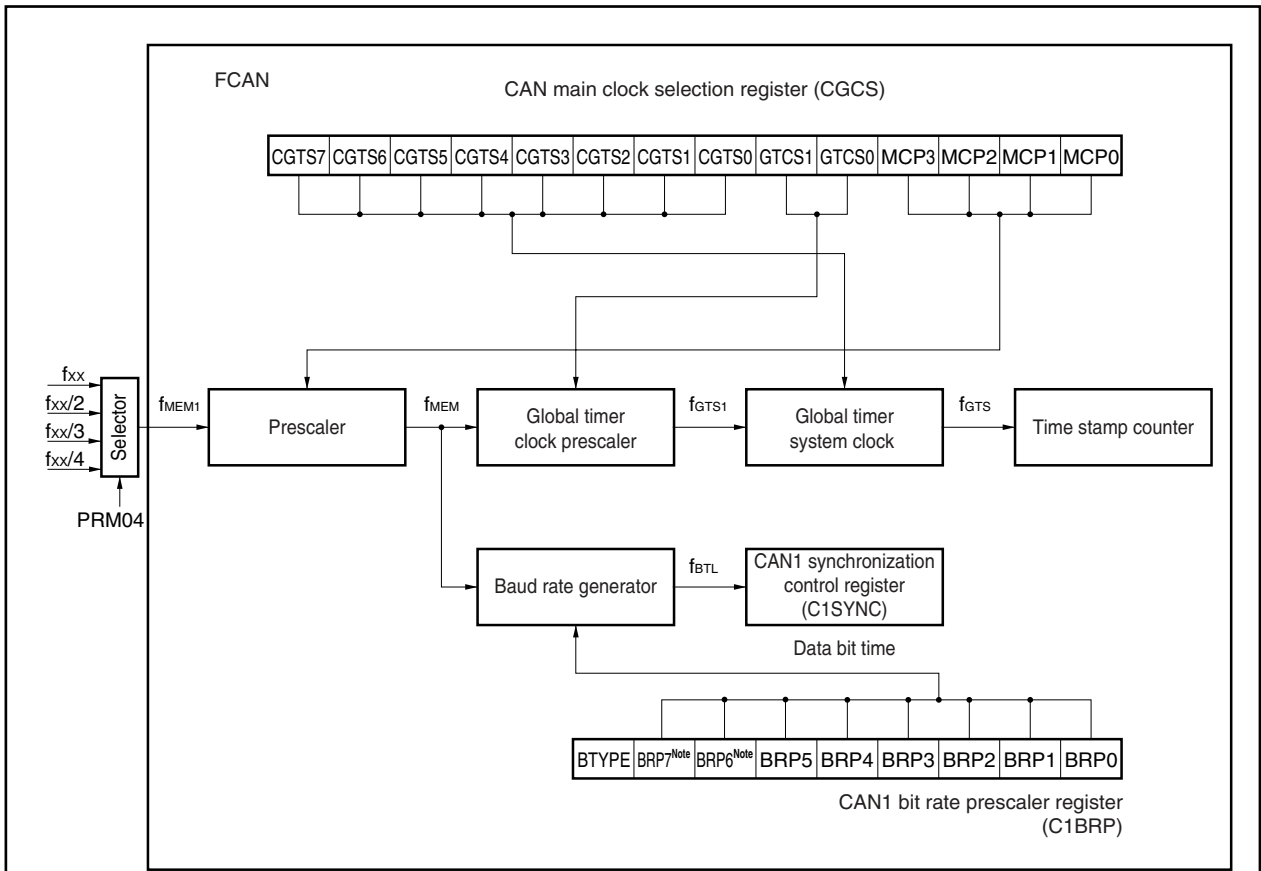 FCAN
CAN main clock selection register (CGCS)
CGTS7 CGTS6 CGTS5 CGTS4 CGTS3 CGTS2 CGTS1 CGTS0 GTCS1 GTCS0 MCP3 MCP2 MCP1 MCP0
fXX
fXX/2
fXX/3
fXX/4
Selector
PRM04
fMEM1
Prescaler
fMEM
Global timer
clock prescaler
fGTS1
Global timer
system clock
fGTS
Time stamp counter
Baud rate generator
fBTL
CAN1 synchronization
control register
(C1SYNC)
Data bit time
BTYPE BRP7Note BRP6Note BRP5 BRP4 BRP3 BRP2 BRP1 BRP0
CAN1 bit rate prescaler register
(C1BRP)